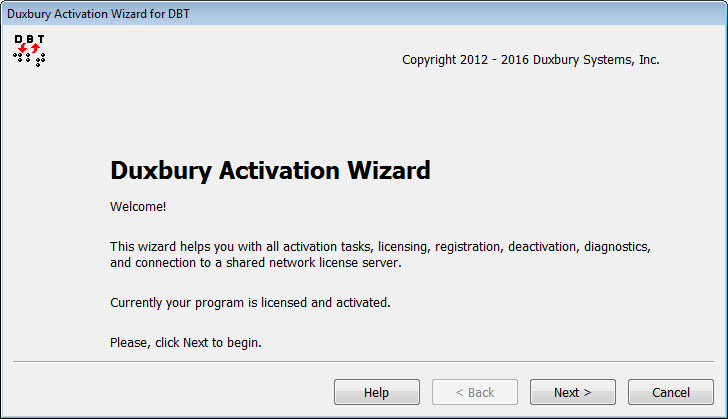 Duxbury Activation Wizard for DBT
DBT
Copyright 2012 - 2016 Duxbury Systems, Inc.
Duxbury Activation Wizard
Welcome!
This wizard helps you with all activation tasks, licensing, registration, deactivation, diagnostics,
and connection to a shared network license server.
Currently your program is licensed and activated.
Please, click Next to begin.
Help
< Back
Next >
Cancel